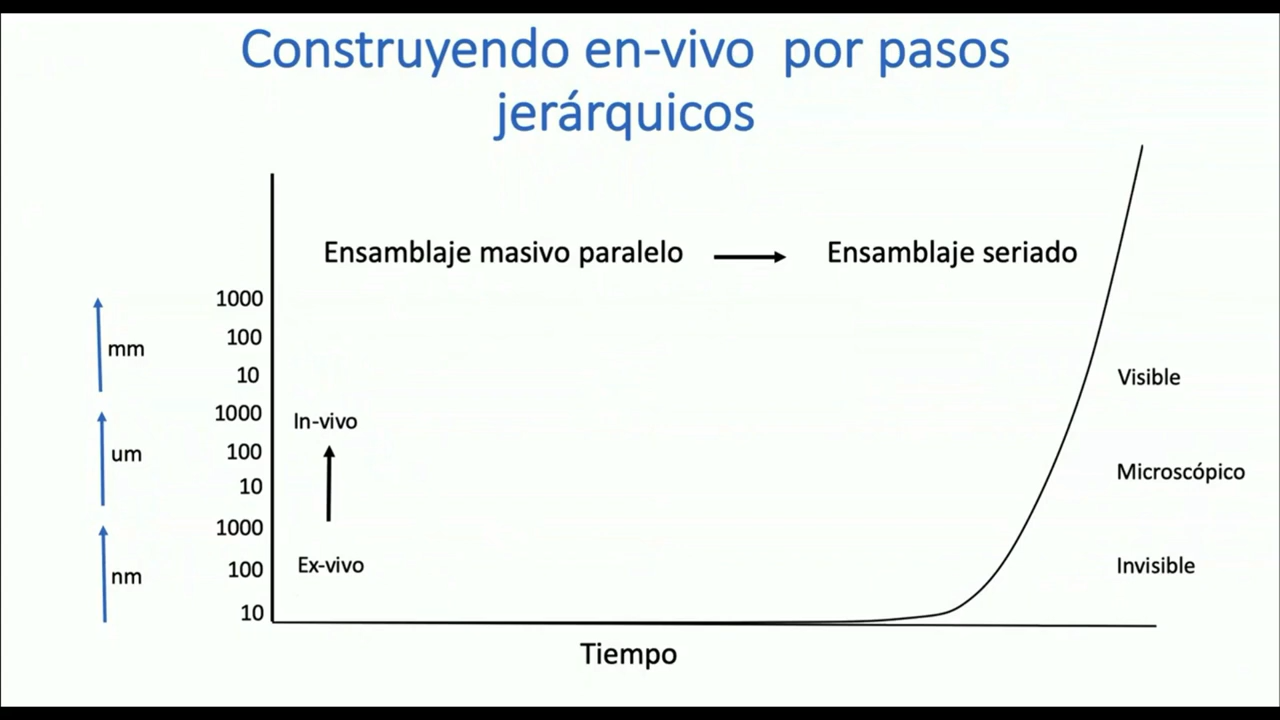 Construyendo en-vivo por pasos
jerárquicos
Ensamblaje masivo paralelo
Ensamblaje seriado
1000
100
mm
10
Visible
1000
In-vivo
100
um
Microscópico
10
1000
100
Ex-vivo
Invisible
nm
10
Tiempo